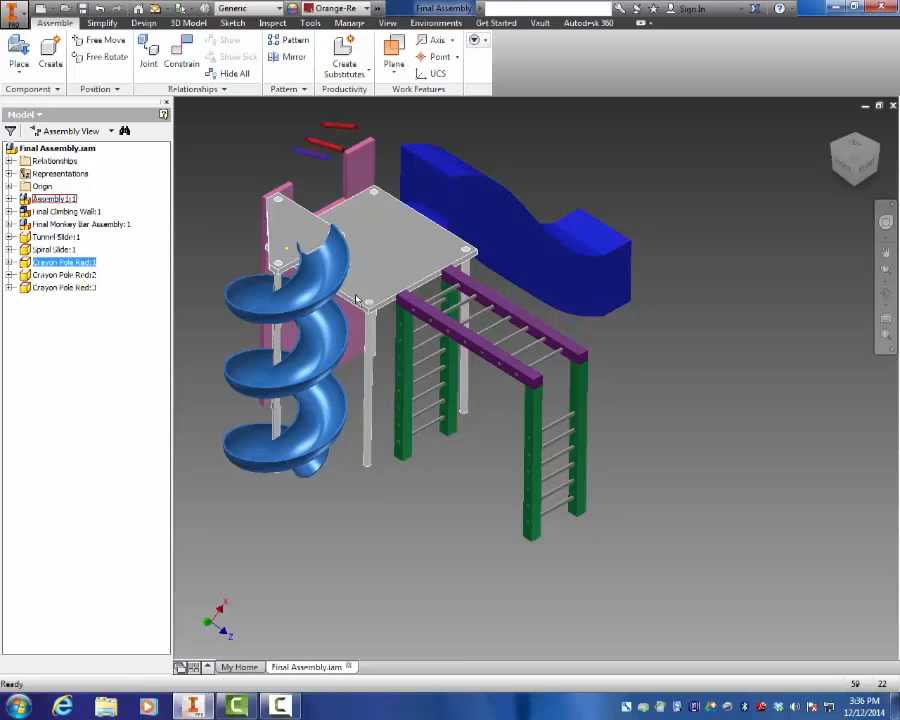 PRO
Generic
Orange-Re
Final Assembly
Sign In
Assembly Simplify Design 3D Model Sketch Inspect Tools Manage View Environments Get Started Vault Autodesk 360
Place Create Free Move Free Rotate
Joint Constrain Show Show Sick Hide All
Pattern Mirror
Create Substitutes
Plane Axis Point UCS
Component Position Relationships Pattern Productivity Work Features
Model
Assembly View
Final Assembly.iam
Relationships
Representations
Origin
Assembly1:1
Final Climbing Wall:1
Final Monkey Bar Assembly:1
Tunnel Slide:1
Spiral Slide:1
Crayon Pole Red:1
Crayon Pole Red:2
Crayon Pole Red:3
X
Z
My Home Final Assembly.iam
Ready 59 22
3:36 PM
12/12/2014